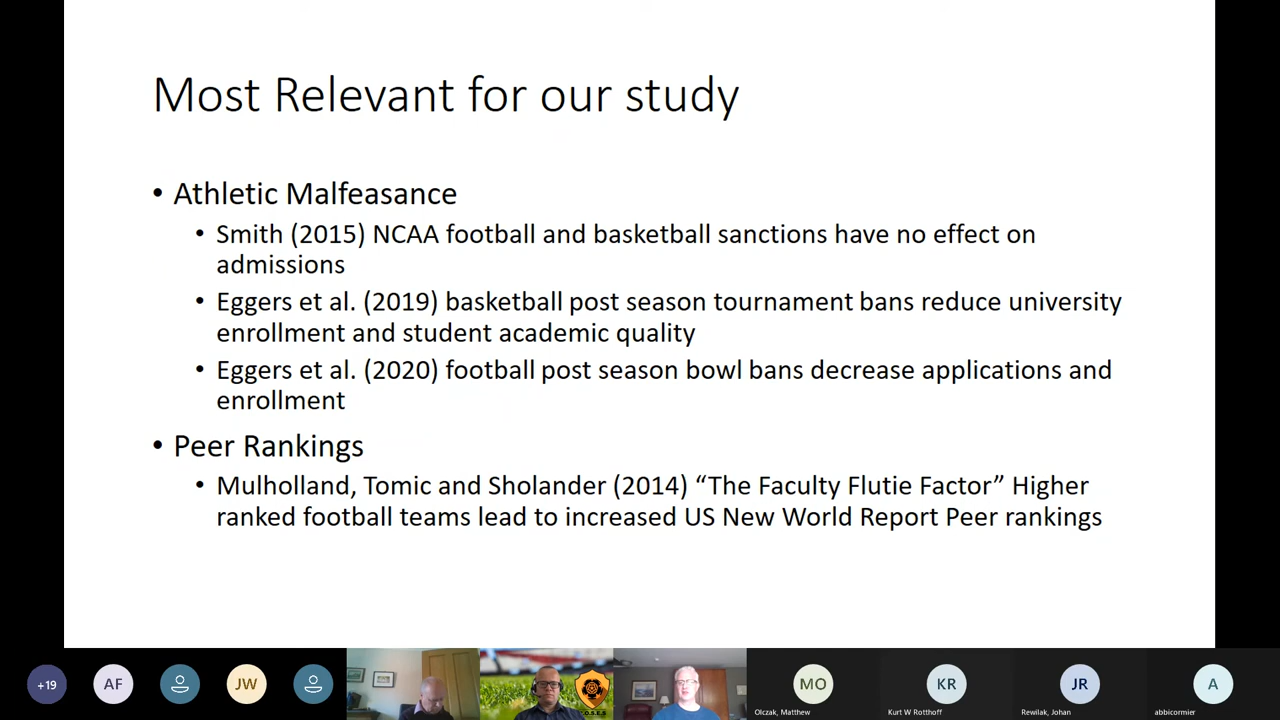 Most Relevant for our study
• Athletic Malfeasance
• Smith (2015) NCAA football and basketball sanctions have no effect on
admissions
• Eggers et al. (2019) basketball post season tournament bans reduce university
enrollment and student academic quality
• Eggers et al. (2020) football post season bowl bans decrease applications and
enrollment
• Peer Rankings
• Mulholland, Tomic and Sholander (2014) “The Faculty Flutie Factor” Higher
ranked football teams lead to increased US New World Report Peer rankings
+19
AF
JW
MO
KR
JR
A
Olczak, Matthew
Kurt W Rotthoff
Rewilak, Johan
abbicormier